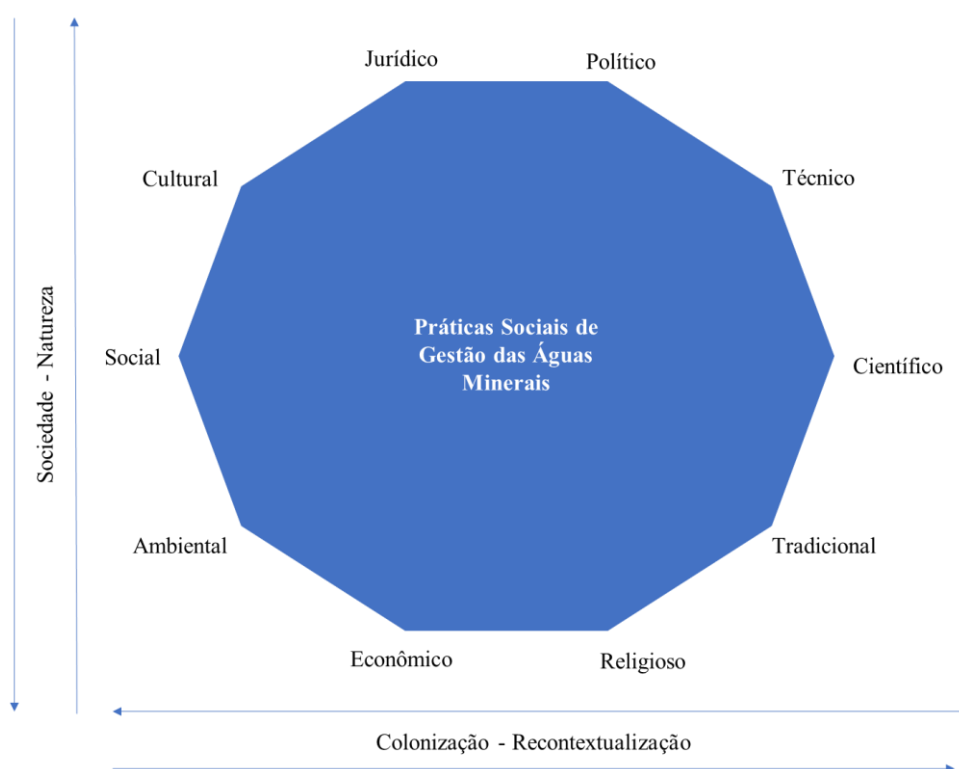 Jurídico
Político
Cultural
Técnico
Sociedade - Natureza
Social
Práticas Sociais de
Gestão das Águas
Minerais
Científico
Ambiental
Tradicional
Econômico
Religioso
Colonização - Recontextualização